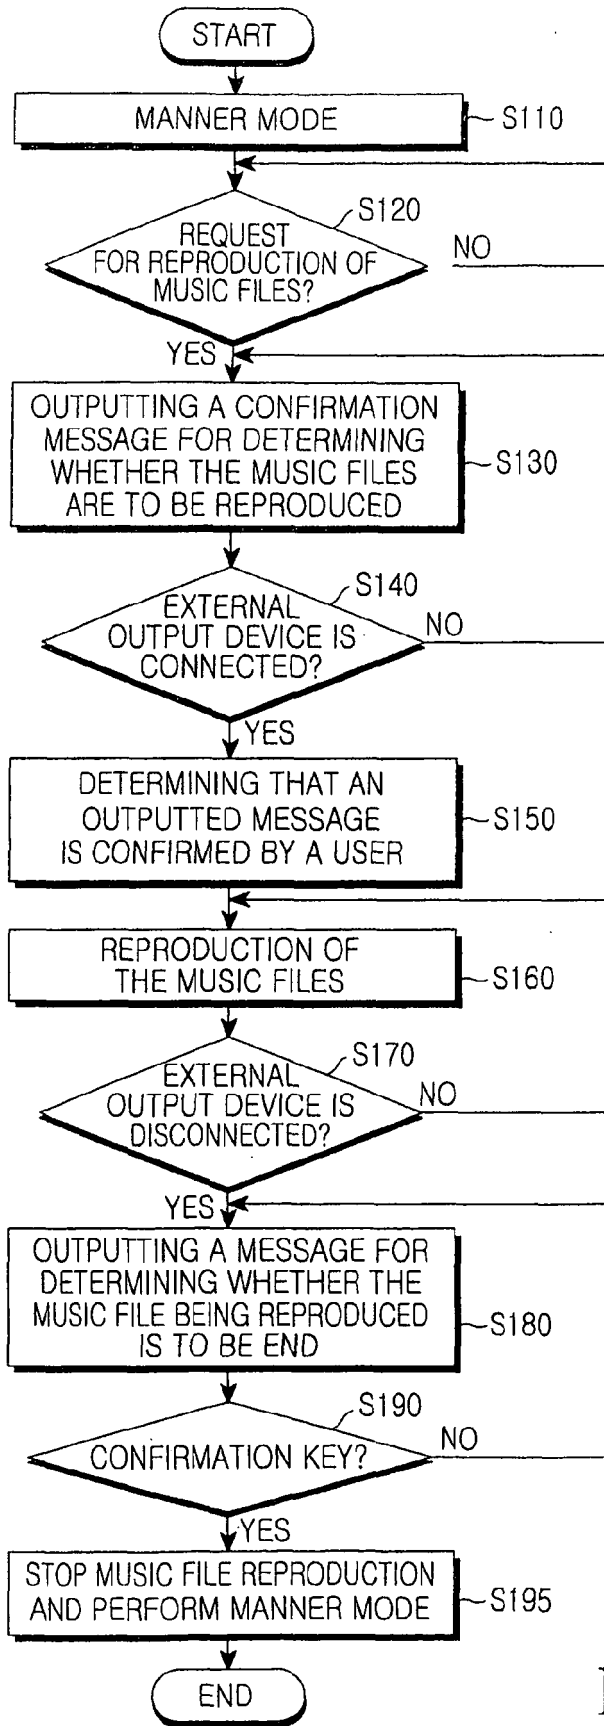 START
MANNER MODE
S110
S120
REQUEST
FOR REPRODUCTION OF
MUSIC FILES?
NO
YES
OUTPUTTING A CONFIRMATION
MESSAGE FOR DETERMINING
WHETHER THE MUSIC FILES
ARE TO BE REPRODUCED
S130
S140
EXTERNAL
OUTPUT DEVICE IS
CONNECTED?
NO
YES
DETERMINING THAT AN
OUTPUTTED MESSAGE
IS CONFIRMED BY A USER
S150
REPRODUCTION OF
THE MUSIC FILES
S160
S170
EXTERNAL
OUTPUT DEVICE IS
DISCONNECTED?
NO
YES
OUTPUTTING A MESSAGE FOR
DETERMINING WHETHER THE
MUSIC FILE BEING REPRODUCED
IS TO BE END
S180
S190
CONFIRMATION KEY?
NO
YES
STOP MUSIC FILE REPRODUCTION
AND PERFORM MANNER MODE
S195
END